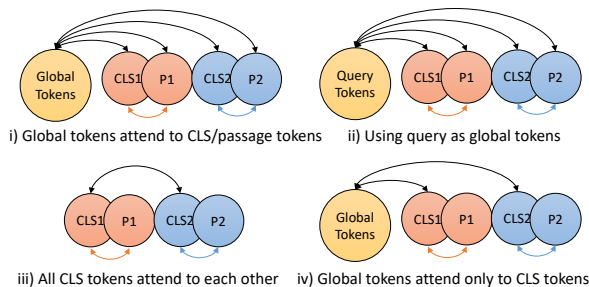 Global
Tokens
CLS1
P1
CLS2
P2
i) Global tokens attend to CLS/passage tokens
Query
Tokens
CLS1
P1
CLS2
P2
ii) Using query as global tokens
CLS1
P1
CLS2
P2
iii) All CLS tokens attend to each other
Global
Tokens
CLS1
P1
CLS2
P2
iv) Global tokens attend only to CLS tokens